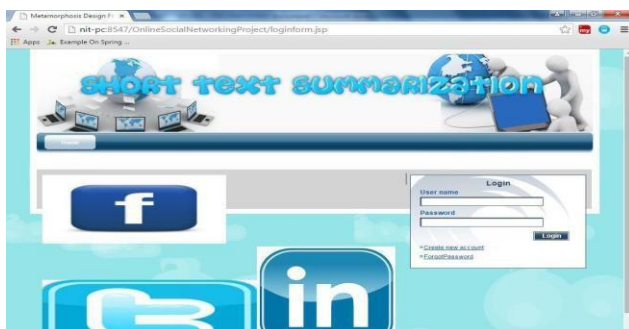 Metamorphosis Design Fr
nit-pc:8547/OnlineSocialNetworkingProject/loginform.jsp
Apps Example On Spring ...
SHORT TEXT SUMMARIZATION
Home
f
Login
User name
Password
Login
Create new account
ForgotPassword
in